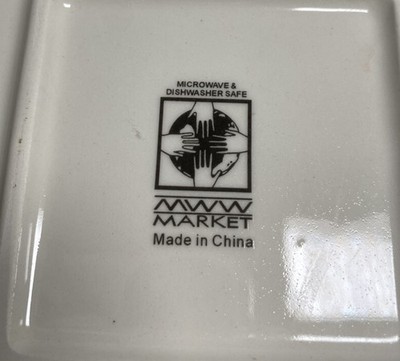 MICROWAVE &
DISHWASHER SAFE
MWW
MARKET
Made in China